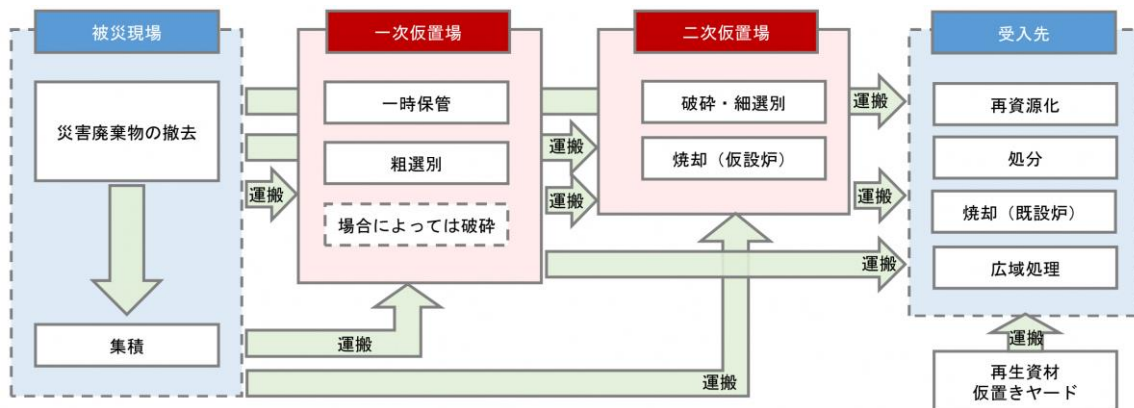 被災現場
災害廃棄物の撤去
集積
一次仮置場
一時保管
粗選別
場合によっては破砕
二次仮置場
破砕・細選別
焼却（仮設炉）
受入先
再資源化
処分
焼却（既設炉）
広域処理
再生資材
仮置きヤード
運搬
運搬
運搬
運搬
運搬
運搬
運搬
運搬
運搬